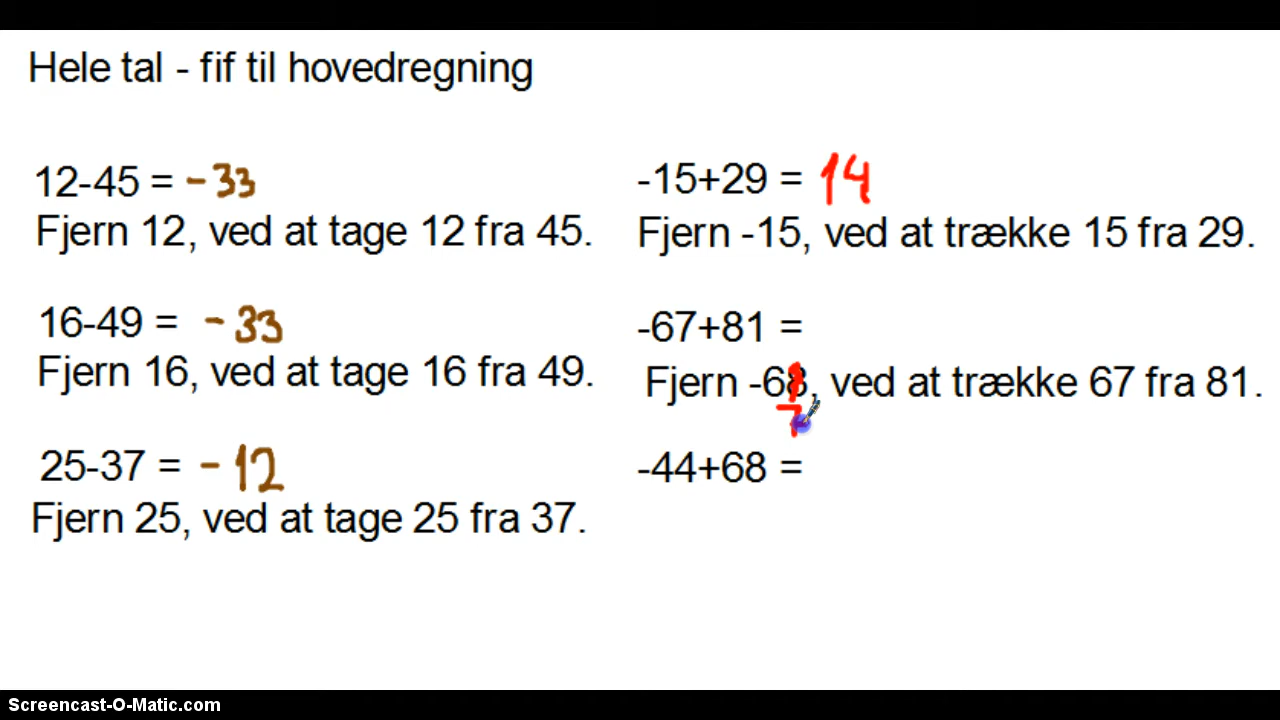 Hele tal - fif til hovedregning
12-45 = -33
Fjern 12, ved at tage 12 fra 45.
16-49 = -33
Fjern 16, ved at tage 16 fra 49.
25-37 = -12
Fjern 25, ved at tage 25 fra 37.
-15+29 = 14
Fjern -15, ved at trække 15 fra 29.
-67+81 =
Fjern -68, ved at trække 67 fra 81.
7
-44+68 =
Screencast-O-Matic.com